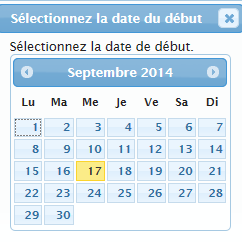 Sélectionnez la date du début
Sélectionnez la date de début.
Septembre 2014
Lu Ma Me Je Ve Sa Di
1 2 3 4 5 6 7
8 9 10 11 12 13 14
15 16 17 18 19 20 21
22 23 24 25 26 27 28
29 30